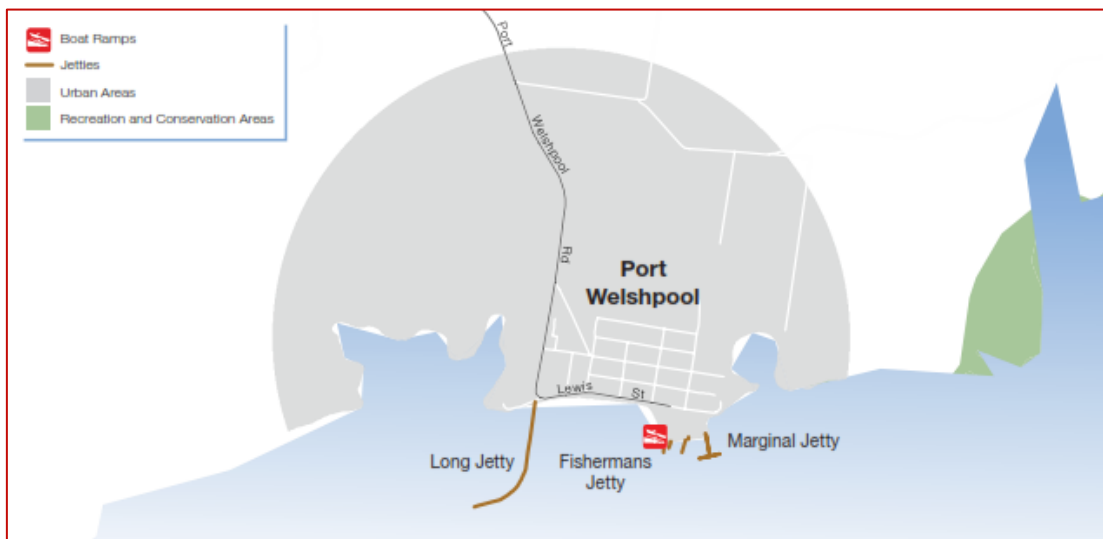 Boat Ramps
Jetties
Urban Areas
Recreation and Conservation Areas
Port
Welshpool
Rd
Port
Welshpool
Lewis St
Long Jetty
Fishermans
Jetty
Marginal Jetty